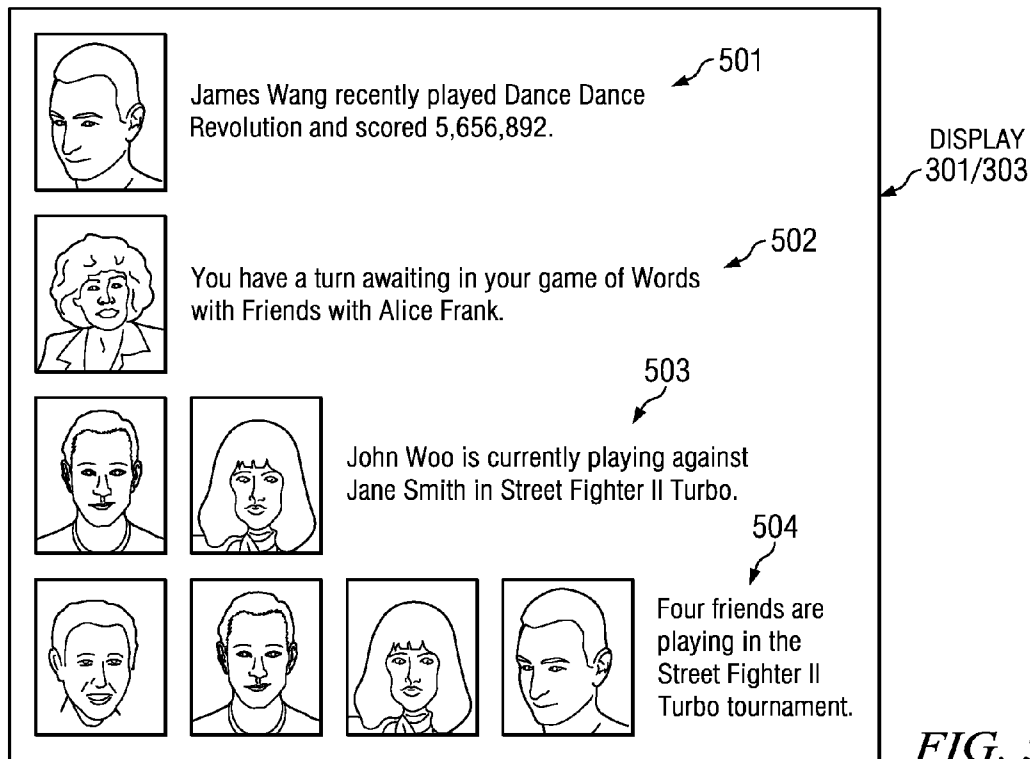 501
James Wang recently played Dance Dance
Revolution and scored 5,656,892.
DISPLAY
301/303
502
You have a turn awaiting in your game of Words
with Friends with Alice Frank.
503
John Woo is currently playing against
Jane Smith in Street Fighter II Turbo.
504
Four friends are
playing in the
Street Fighter II
Turbo tournament.
FIG.